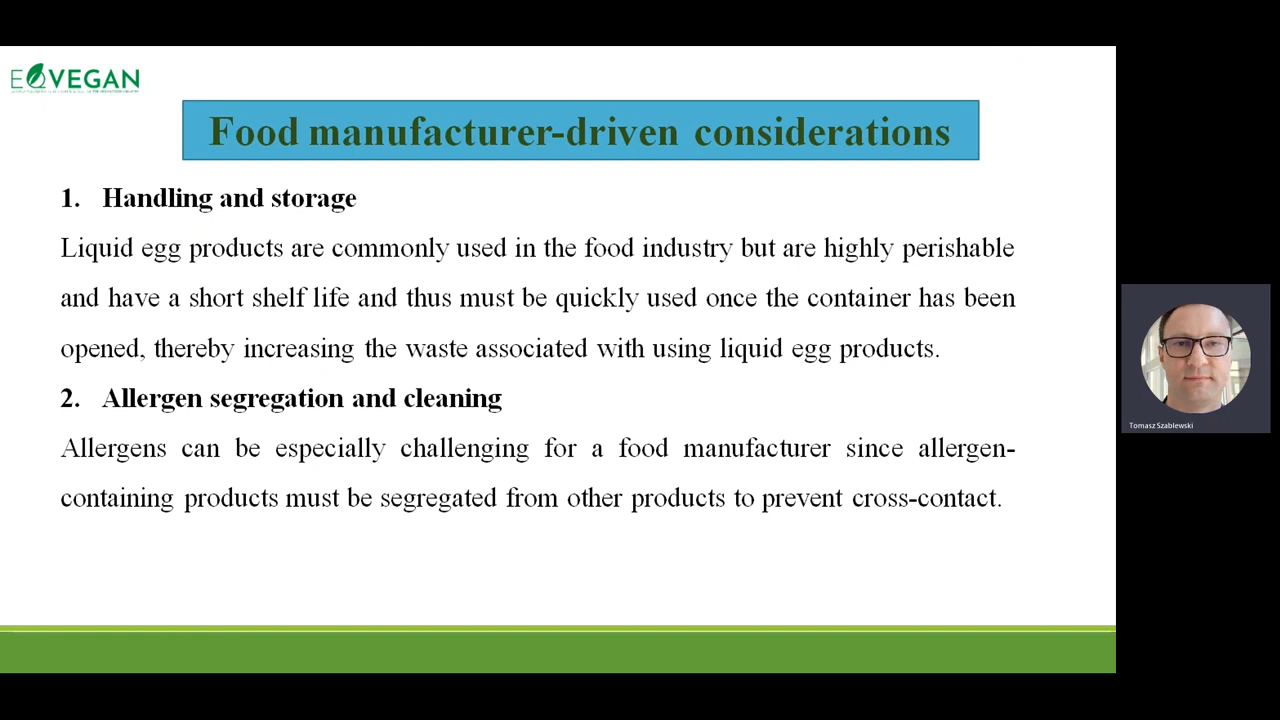 EQVEGAN
Food manufacturer-driven considerations
1. Handling and storage
Liquid egg products are commonly used in the food industry but are highly perishable
and have a short shelf life and thus must be quickly used once the container has been
opened, thereby increasing the waste associated with using liquid egg products.
2. Allergen segregation and cleaning
Allergens can be especially challenging for a food manufacturer since allergen-
containing products must be segregated from other products to prevent cross-contact.
Tomasz Szablewski